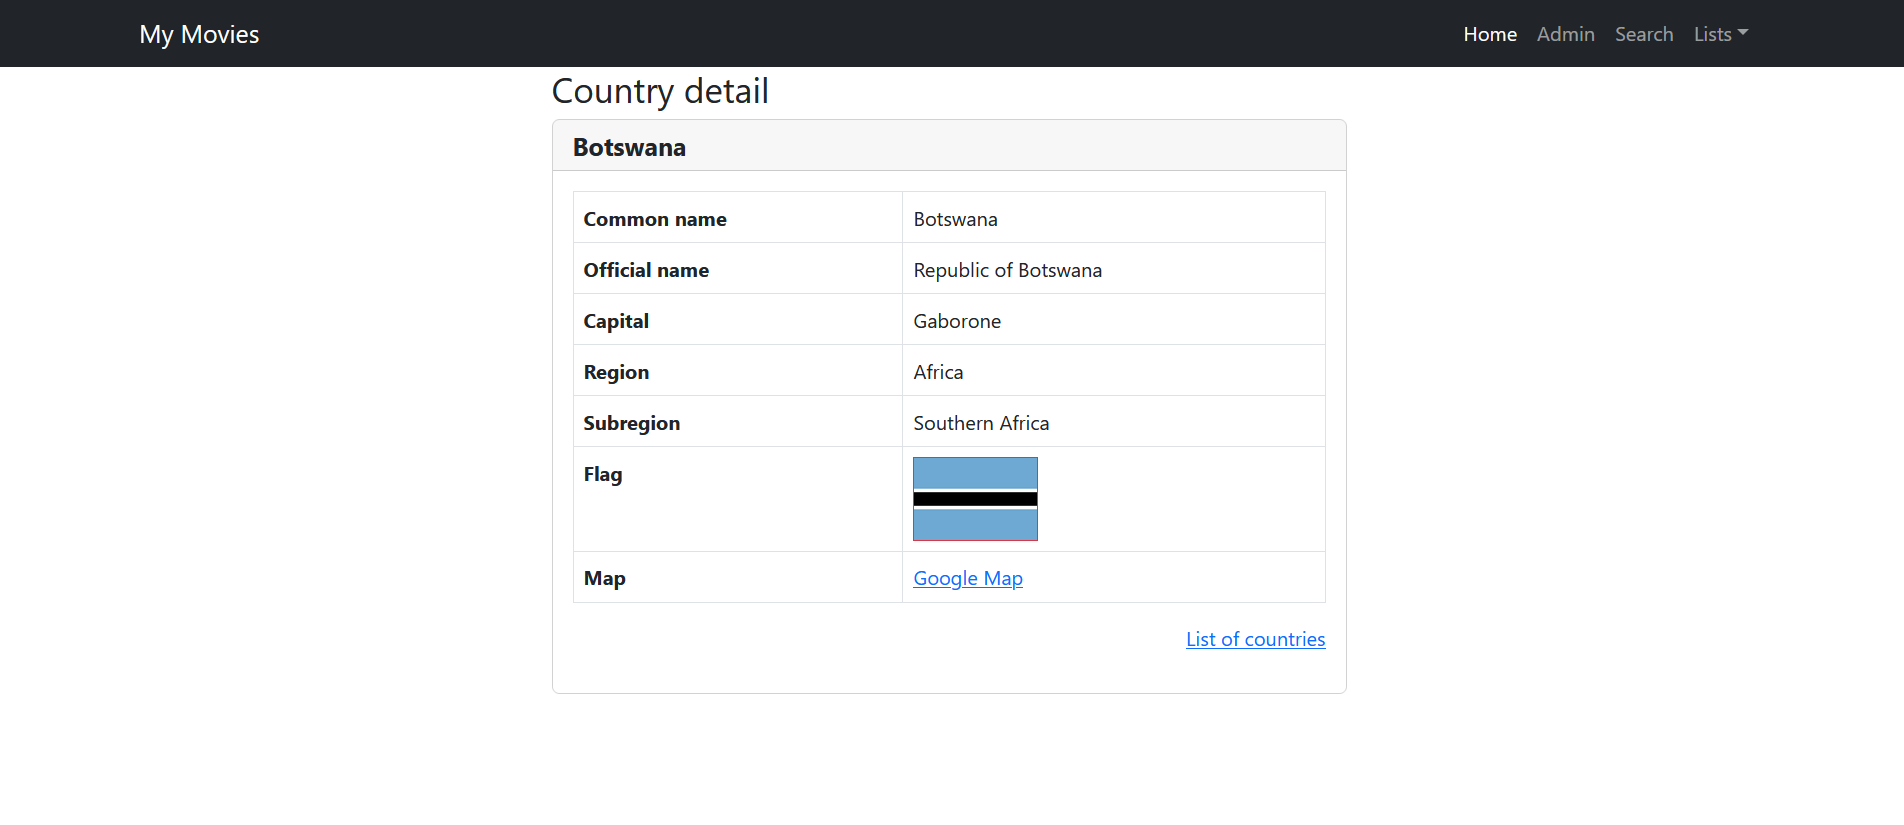 My Movies
Home Admin Search Lists
Country detail
Botswana
Common name Botswana
Official name Republic of Botswana
Capital Gaborone
Region Africa
Subregion Southern Africa
Flag
Map Google Map
List of countries